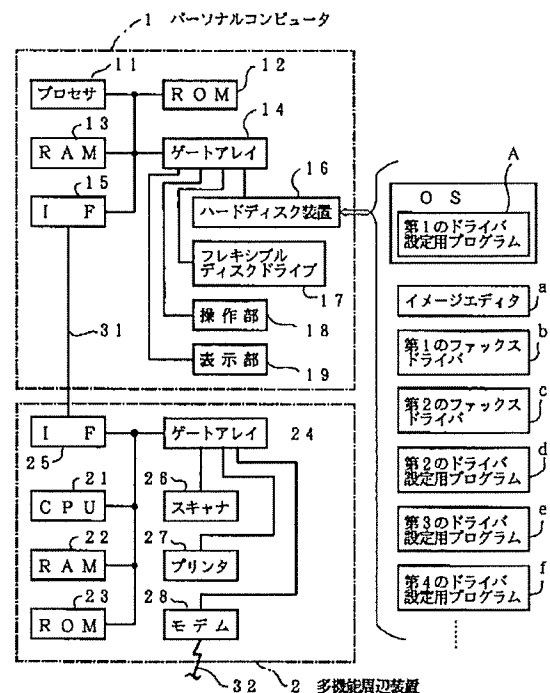 1 パーソナルコンピュータ
11
プロセサ
12
ROM
13
RAM
14
ゲートアレイ
15
I F
16
ハードディスク装置
フレキシブル
ディスクドライブ
17
操作部
18
表示部
19
31
A
OS
第1のドライバ
設定用プログラム
a
イメージエディタ
b
第1のファックス
ドライバ
c
第2のファックス
ドライバ
d
第2のドライバ
設定用プログラム
e
第3のドライバ
設定用プログラム
f
第4のドライバ
設定用プログラム
I F
25
ゲートアレイ
24
21
CPU
26
スキャナ
22
RAM
27
プリンタ
23
ROM
28
モデム
32
2 多機能周辺装置